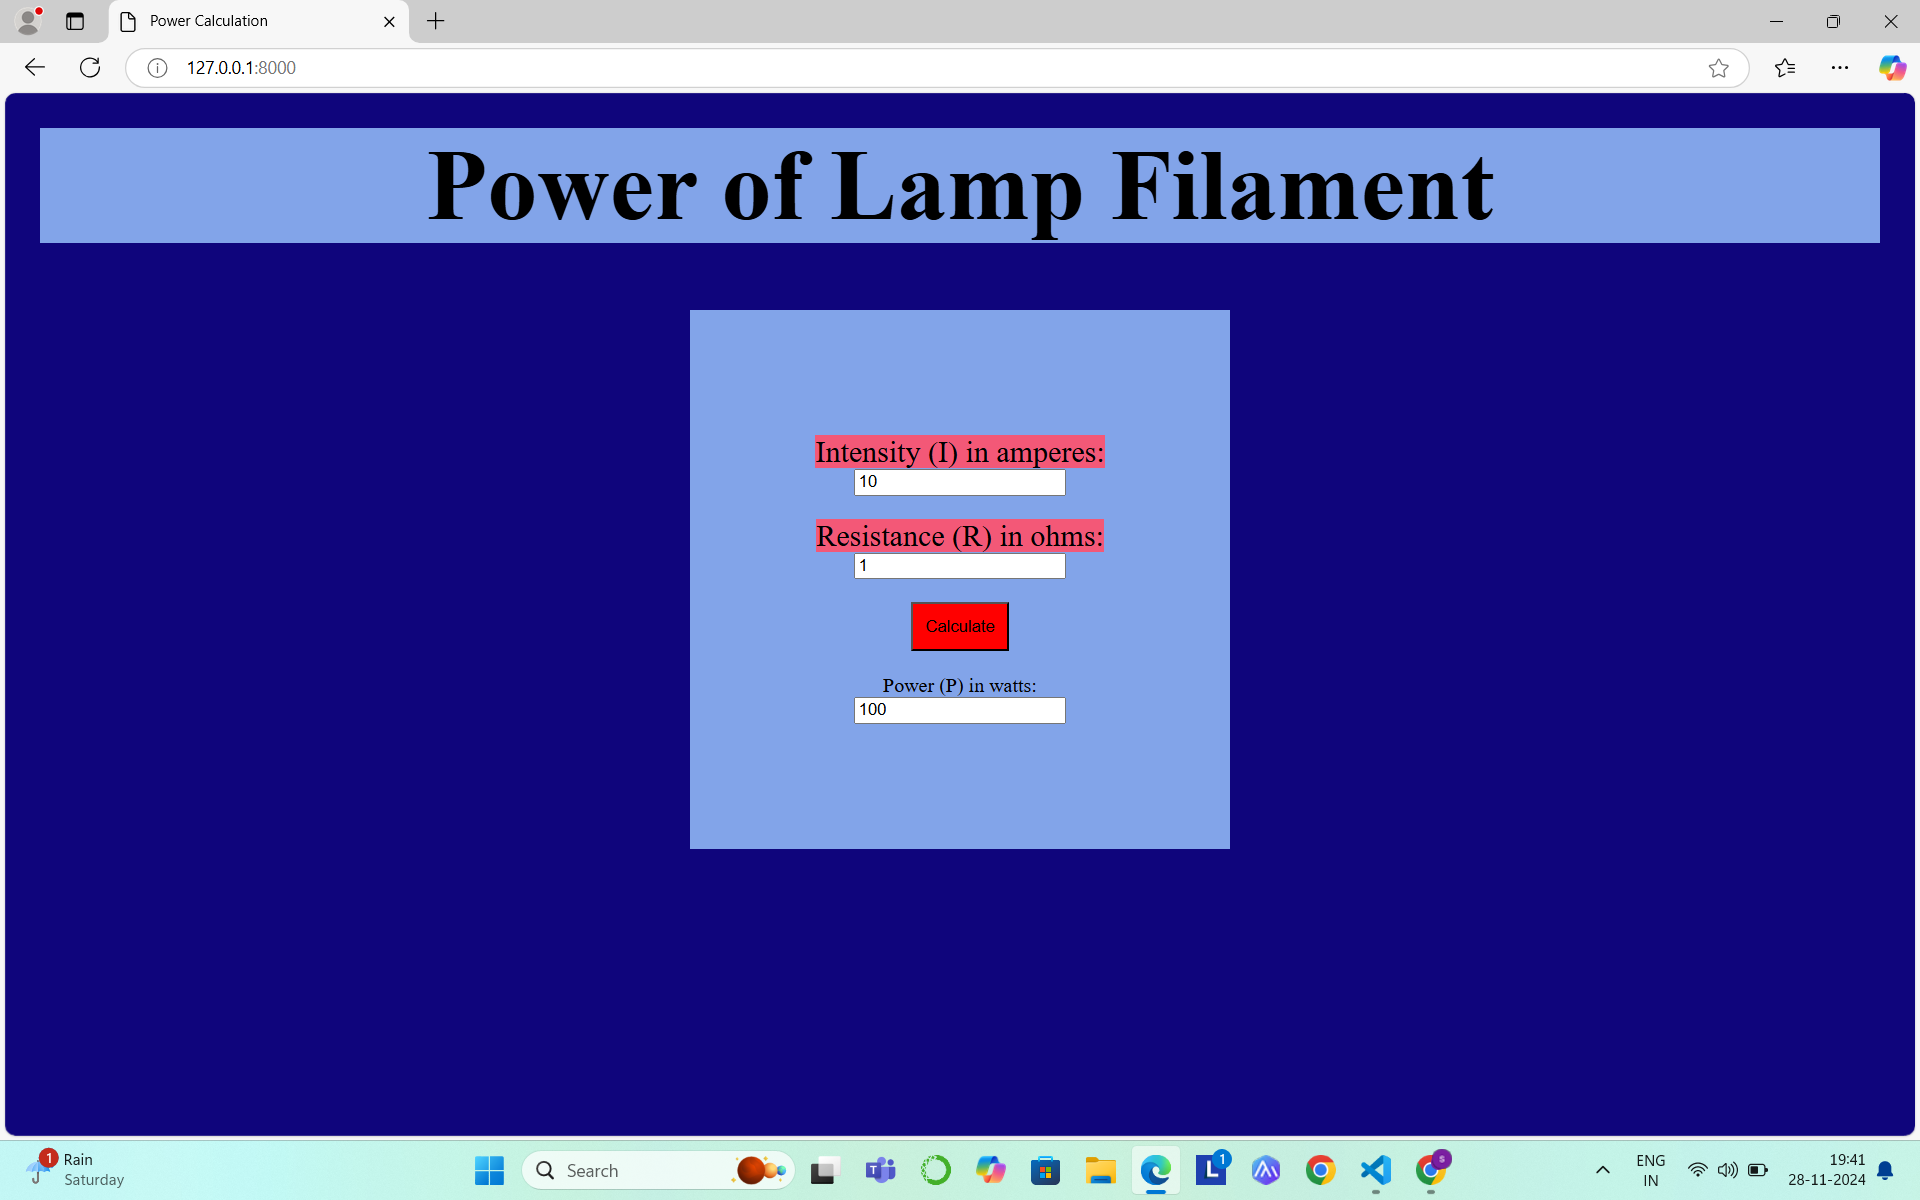 Power Calculation
127.0.0.1:8000
Power of Lamp Filament
Intensity (I) in amperes:
10
Resistance (R) in ohms:
1
Calculate
Power (P) in watts:
100
1
Rain
Saturday
Search
T
L
1
s
ENG
IN
19:41
28-11-2024